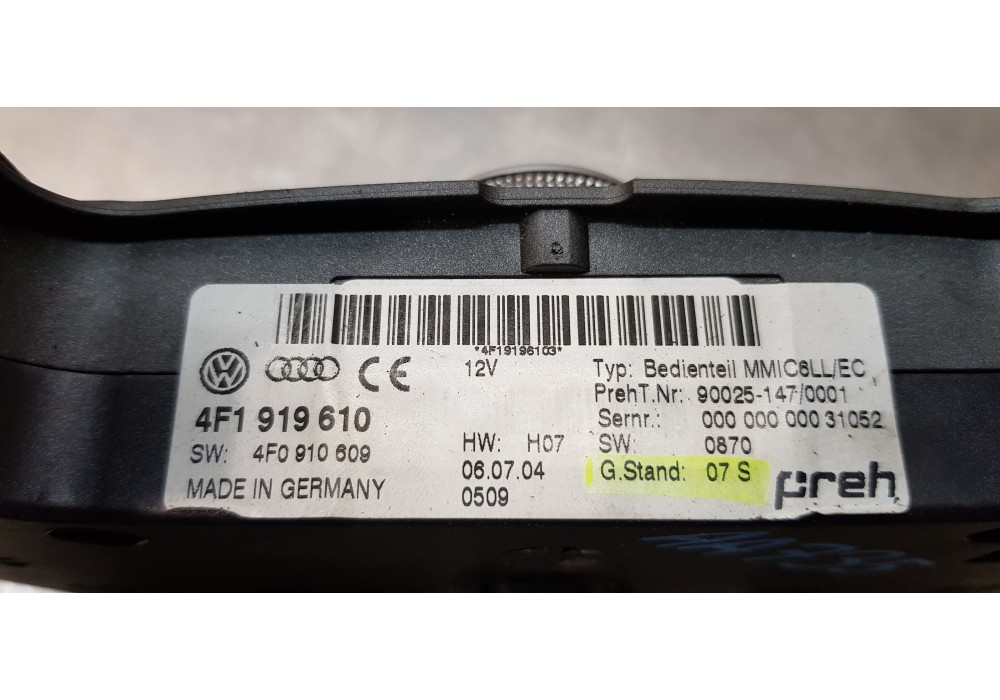 *4F19196103*
12V
Typ: Bedienteil MMIC6LL/EC
PrehT.Nr: 90025-147/0001
4F1 919 610
Sernr.: 000 000 000 31052
HW: H07
SW: 0870
SW: 4F0 910 609
06.07.04
G.Stand: 07 S
preh
MADE IN GERMANY
0509